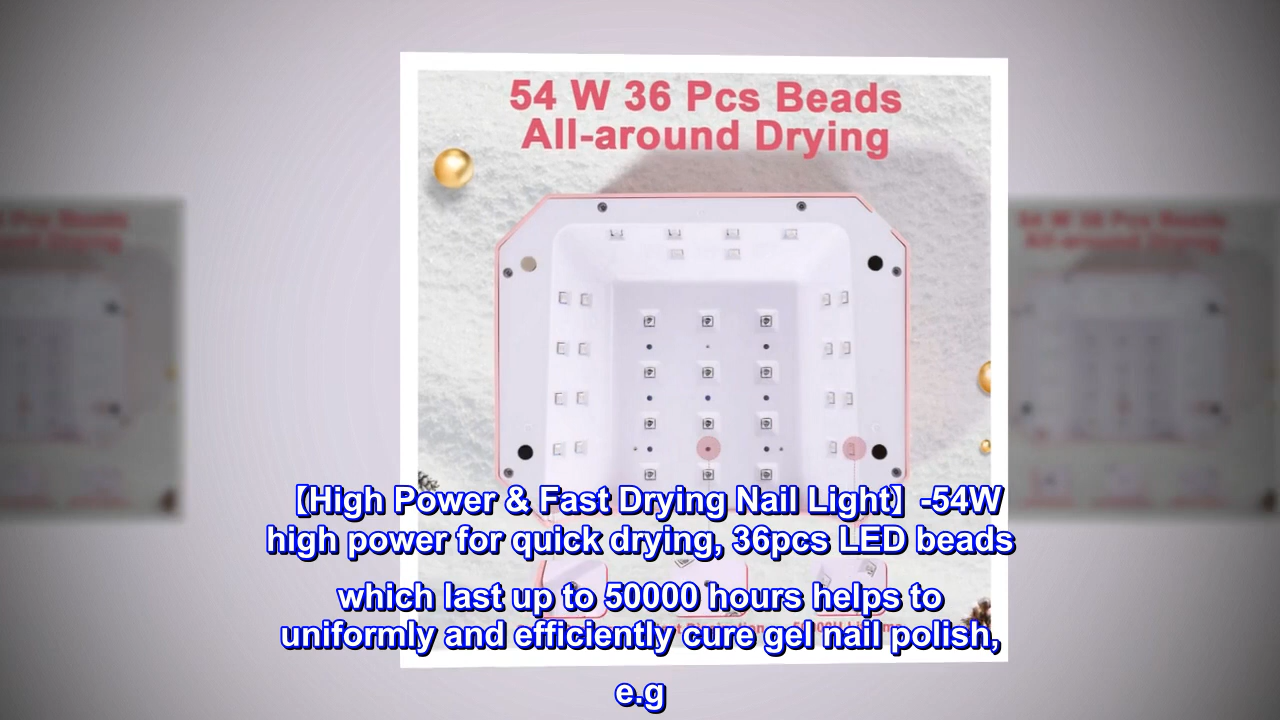 54 W 36 Pcs Beads
All-around Drying
【High Power & Fast Drying Nail Light】-54W
high power for quick drying, 36pcs LED beads
which last up to 50000 hours helps to
uniformly and efficiently cure gel nail polish,
e.g